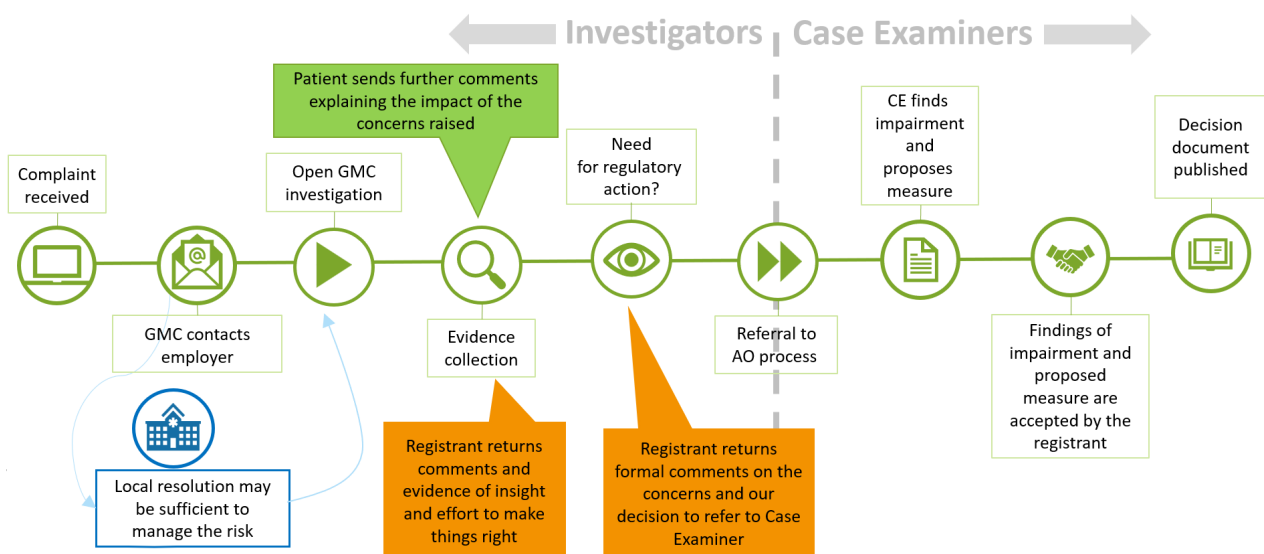 Investigators
Case Examiners
Patient sends further comments
explaining the impact of the
concerns raised
Complaint
received
Open GMC
investigation
Need
for regulatory
action?
CE finds
impairment
and
proposes
measure
Decision
document
published
@
GMC contacts
employer
Evidence
collection
Referral to
AO process
Findings of
impairment and
proposed
measure are
accepted by the
registrant
Local resolution may
be sufficient to
manage the risk
Registrant returns
comments and
evidence of insight
and effort to make
things right
Registrant returns
formal comments on the
concerns and our
decision to refer to Case
Examiner